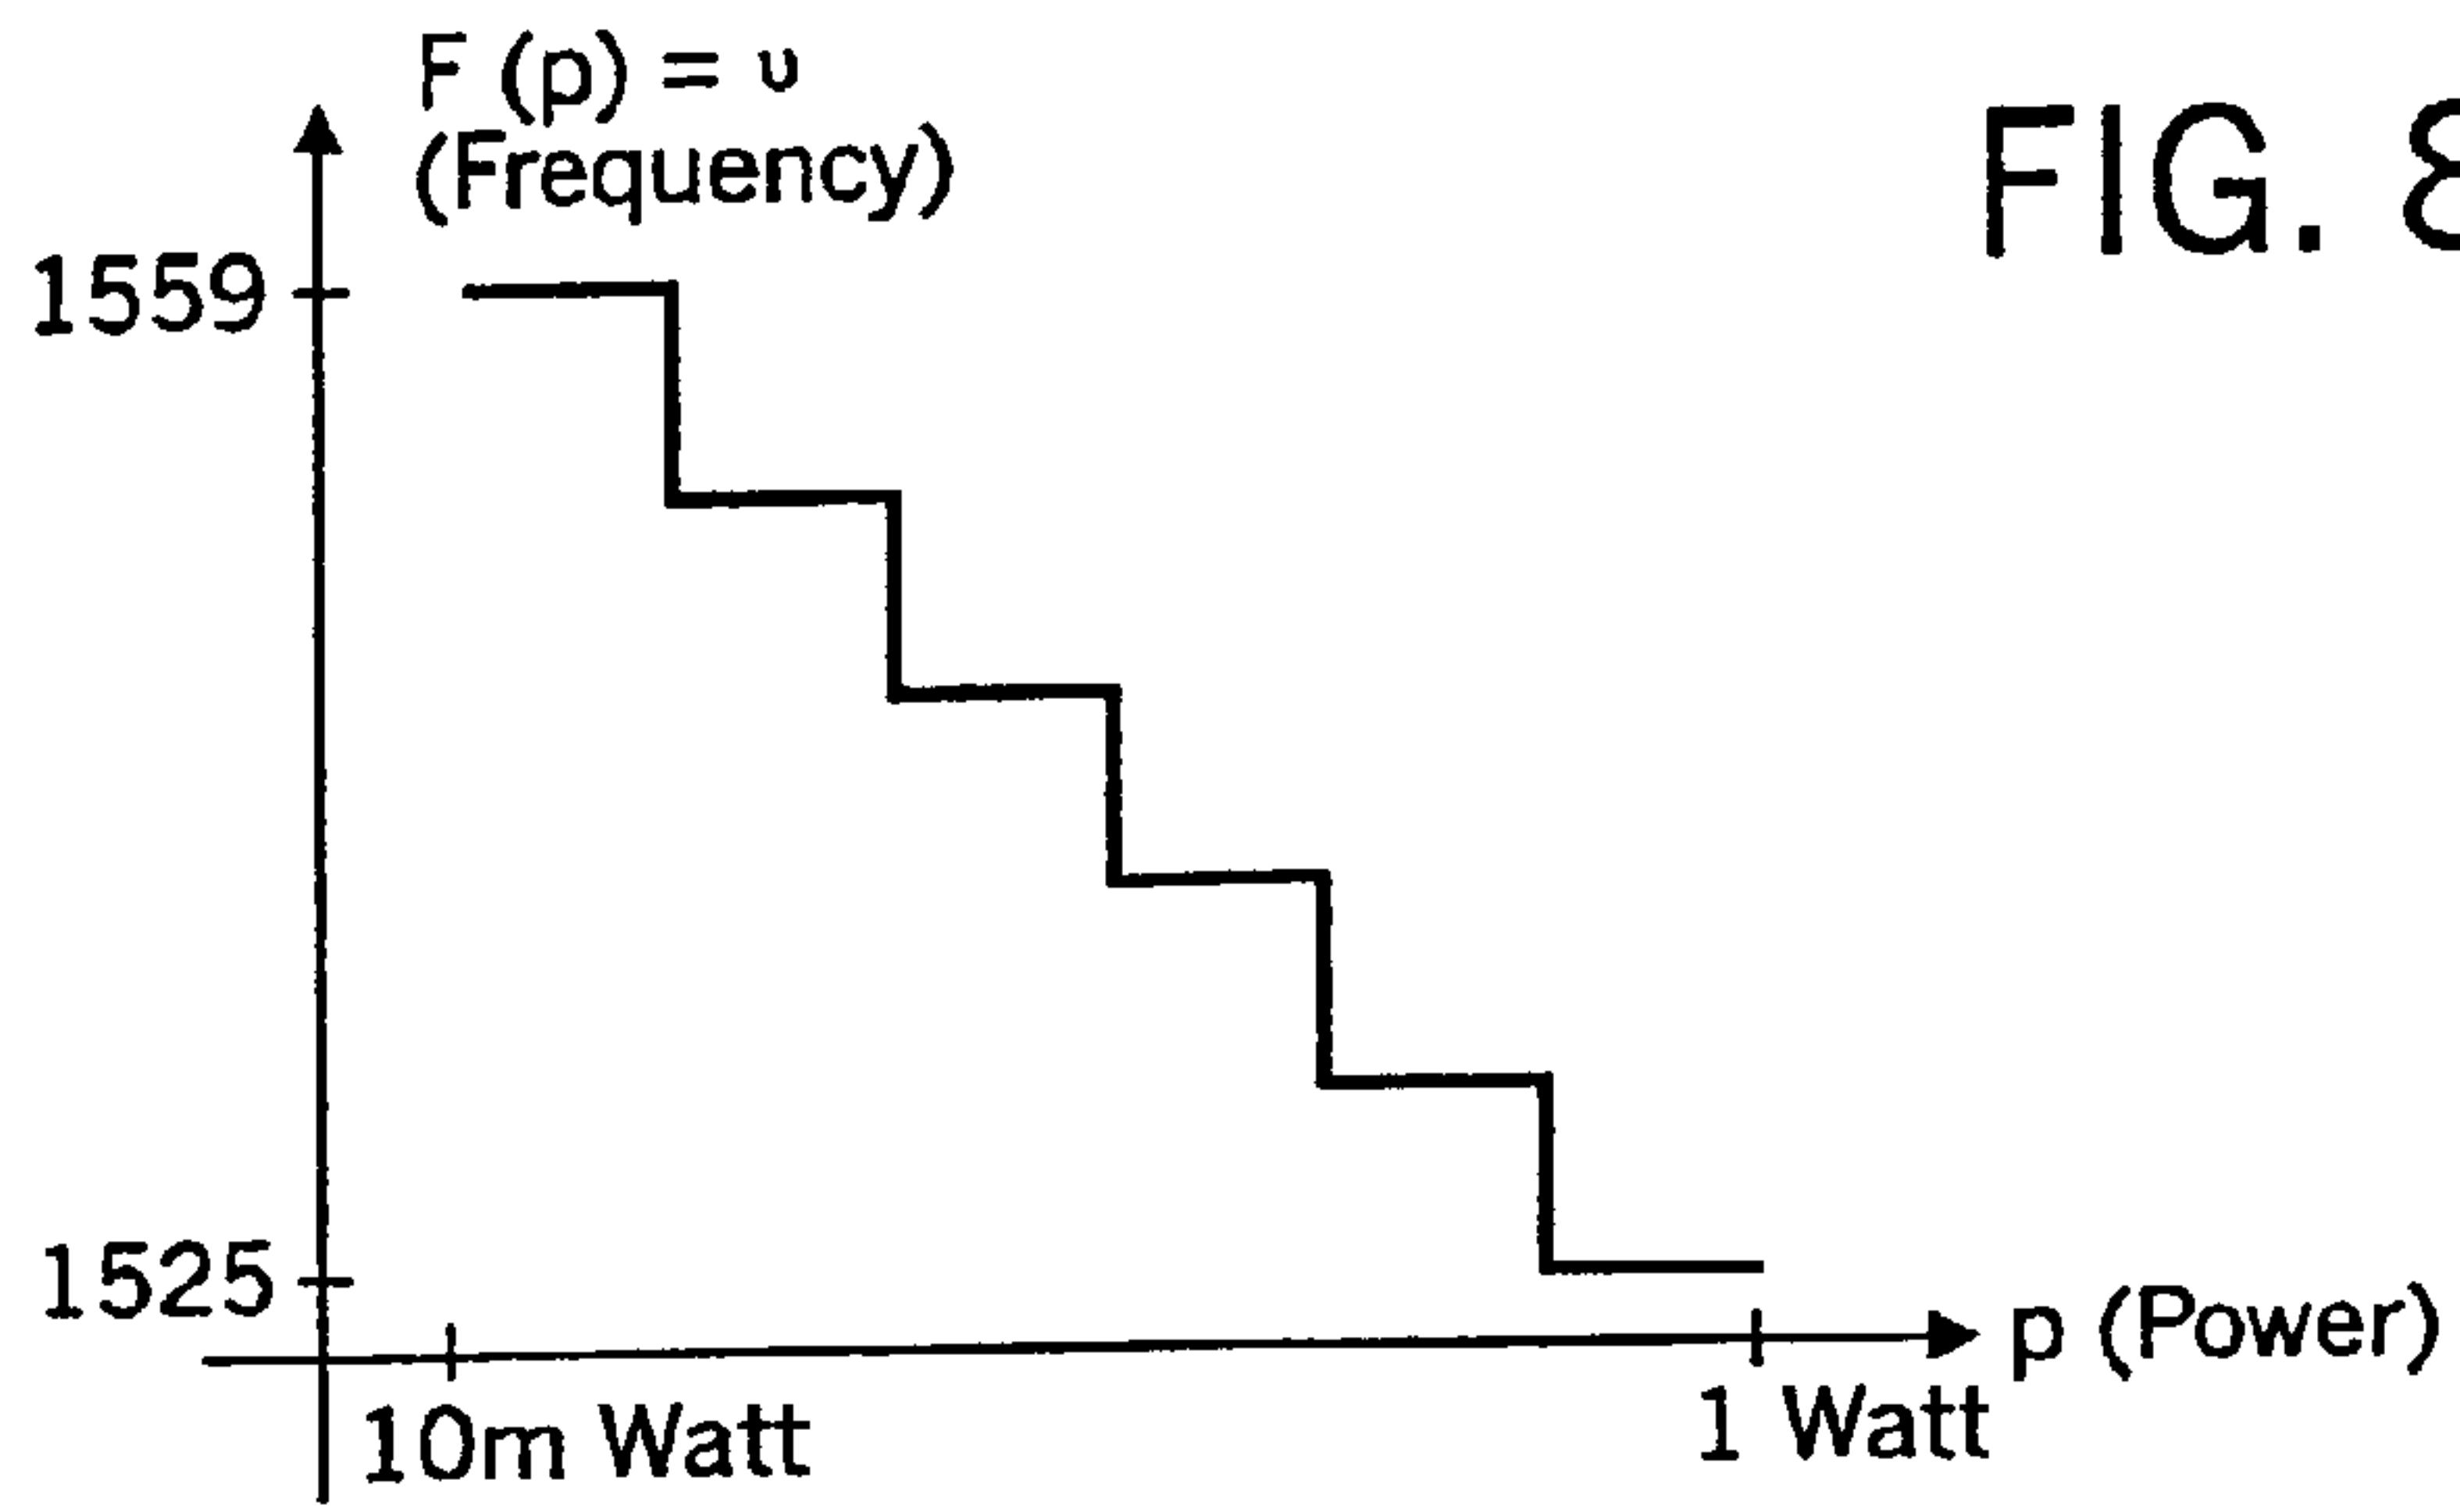 F (p) = υ
(Frequency)
FIG. 8
1559
1525
p (Power)
10m Watt
1 Watt